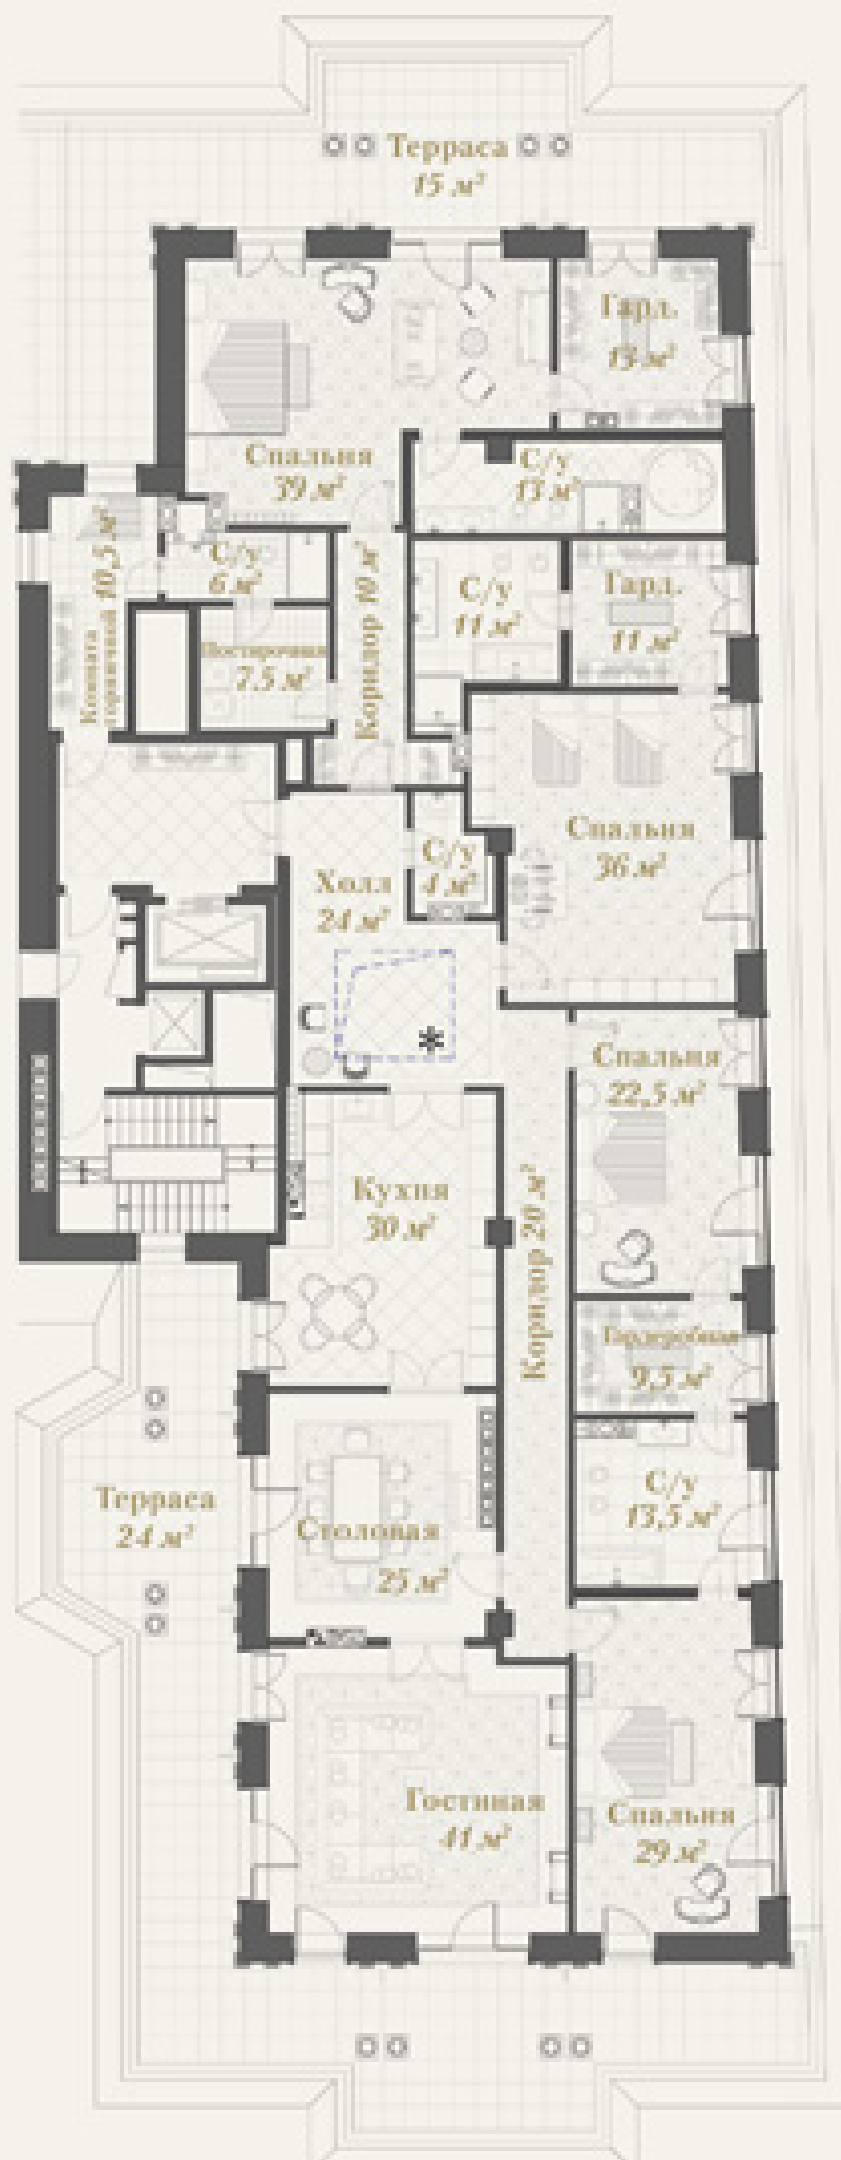 Терраса
15 м²
Гард.
13 м²
Спальня
39 м²
С/у
13 м²
Комната
горничной 10,5 м²
С/у
6 м²
Постирочная
7,5 м²
Коридор 10 м²
С/у
11 м²
Гард.
11 м²
Спальня
36 м²
С/у
4 м²
Холл
24 м²
*
Спальня
22,5 м²
Кухня
30 м²
Коридор 20 м²
Гардеробная
9,5 м²
С/у
13,5 м²
Терраса
24 м²
Столовая
25 м²
Гостиная
41 м²
Спальня
29 м²